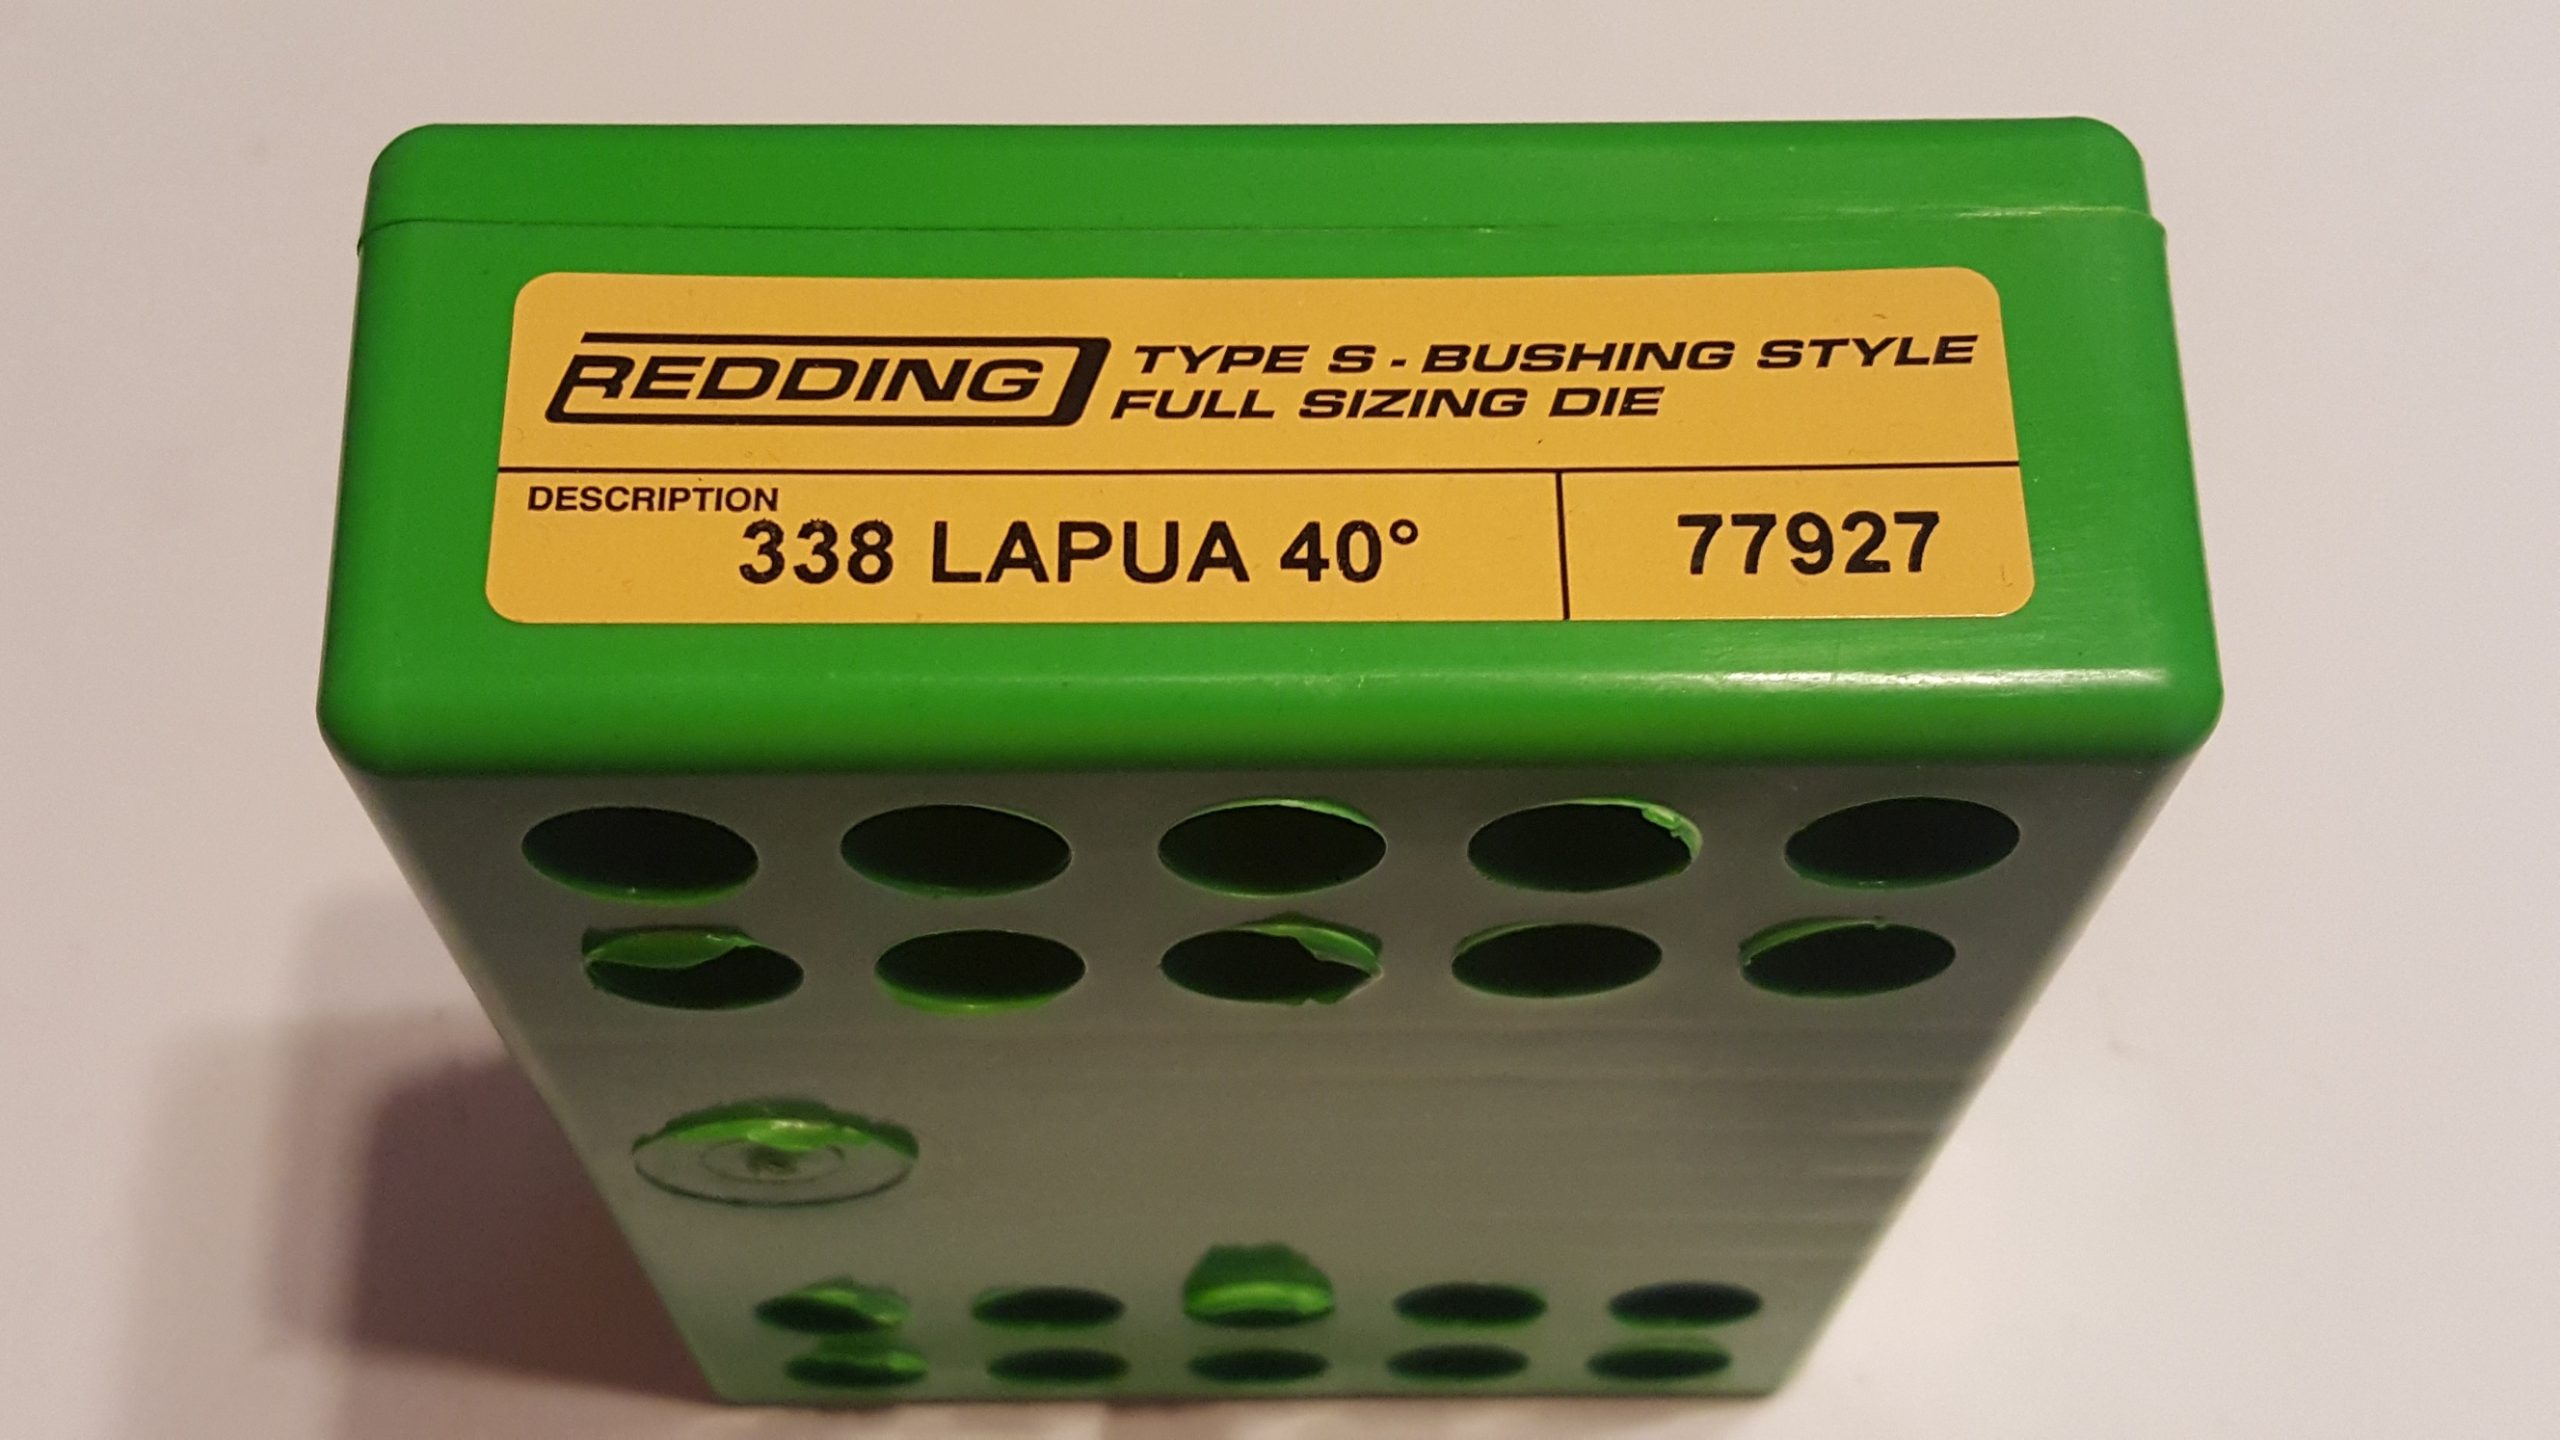 REDDING TYPE S - BUSHING STYLE
FULL SIZING DIE
DESCRIPTION
338 LAPUA 40° 77927